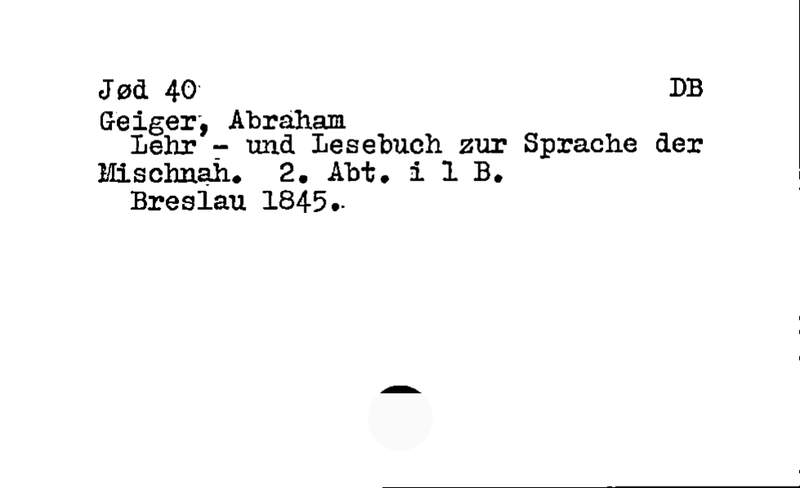 Jød 40 DB
Geiger, Abraham
Lehr - und Lesebuch zur Sprache der
Mischnah. 2. Abt. i 1 B.
Breslau 1845.